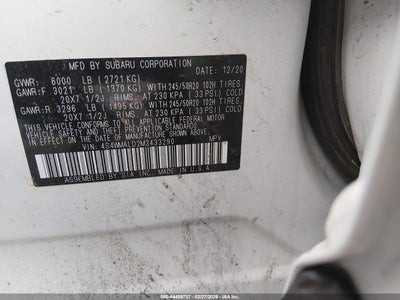 MFD. BY SUBARU CORPORATION 12/20
GVWR: 6000 LB (2721 KG)
GAWR:F 3021 LB (1370 KG) WITH 245/50R20 102H TIRES
20X7 1/2J RIMS, AT 230 KPA (33 PSI) COLD
GAWR:R 3296 LB (1495 KG) WITH 245/50R20 102H TIRES
20X7 1/2J RIMS, AT 230 KPA (33 PSI) COLD
THIS VEHICLE CONFORMS TO ALL APPLICABLE FEDERAL MOTOR VEHICLE
SAFETY AND BUMPER STANDARDS IN EFFECT ON THE DATE OF
MANUFACTURE SHOWN ABOVE.
VIN: 4S4WMALD2M3433290 MPV
ASSEMBLED BY SIA INC. MADE IN U.S.A.